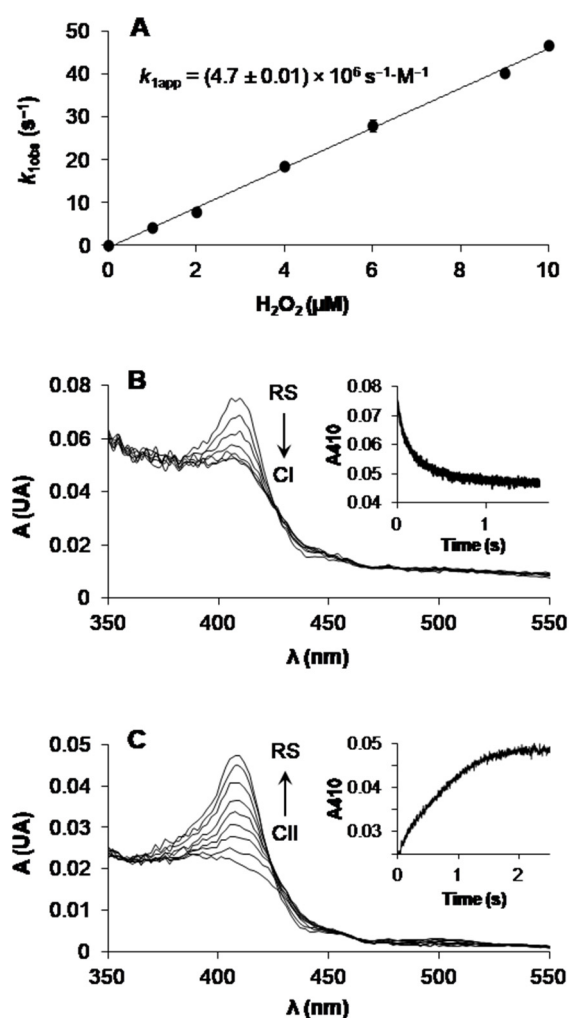 A
k1app = (4.7 ± 0.01) × 10⁶ s⁻¹·M⁻¹
k1obs (s⁻¹)
50
40
30
20
10
0
0 2 4 6 8 10
H₂O₂ (μM)
B
RS
CI
A (UA)
0.08
0.06
0.04
0.02
0
350 400 450 500 550
λ (nm)
A410
0.08
0.07
0.06
0.05
0.04
0 1
Time (s)
C
RS
CII
A (UA)
0.05
0.04
0.03
0.02
0.01
0
350 400 450 500 550
λ (nm)
A410
0.05
0.04
0.03
0 1 2
Time (s)